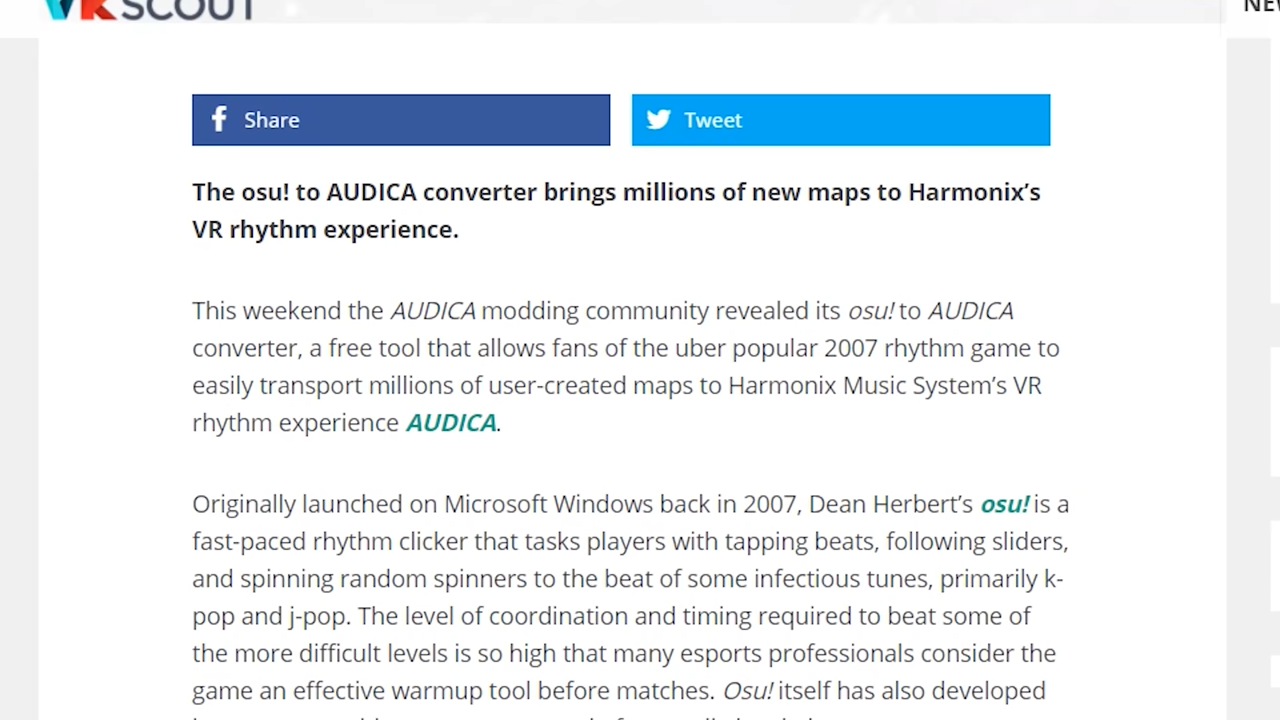 VRSCOUT
NEW
Share
Tweet
The osu! to AUDICA converter brings millions of new maps to Harmonix’s
VR rhythm experience.
This weekend the AUDICA modding community revealed its osu! to AUDICA
converter, a free tool that allows fans of the uber popular 2007 rhythm game to
easily transport millions of user-created maps to Harmonix Music System’s VR
rhythm experience AUDICA.
Originally launched on Microsoft Windows back in 2007, Dean Herbert’s osu! is a
fast-paced rhythm clicker that tasks players with tapping beats, following sliders,
and spinning random spinners to the beat of some infectious tunes, primarily k-
pop and j-pop. The level of coordination and timing required to beat some of
the more difficult levels is so high that many esports professionals consider the
game an effective warmup tool before matches. Osu! itself has also developed